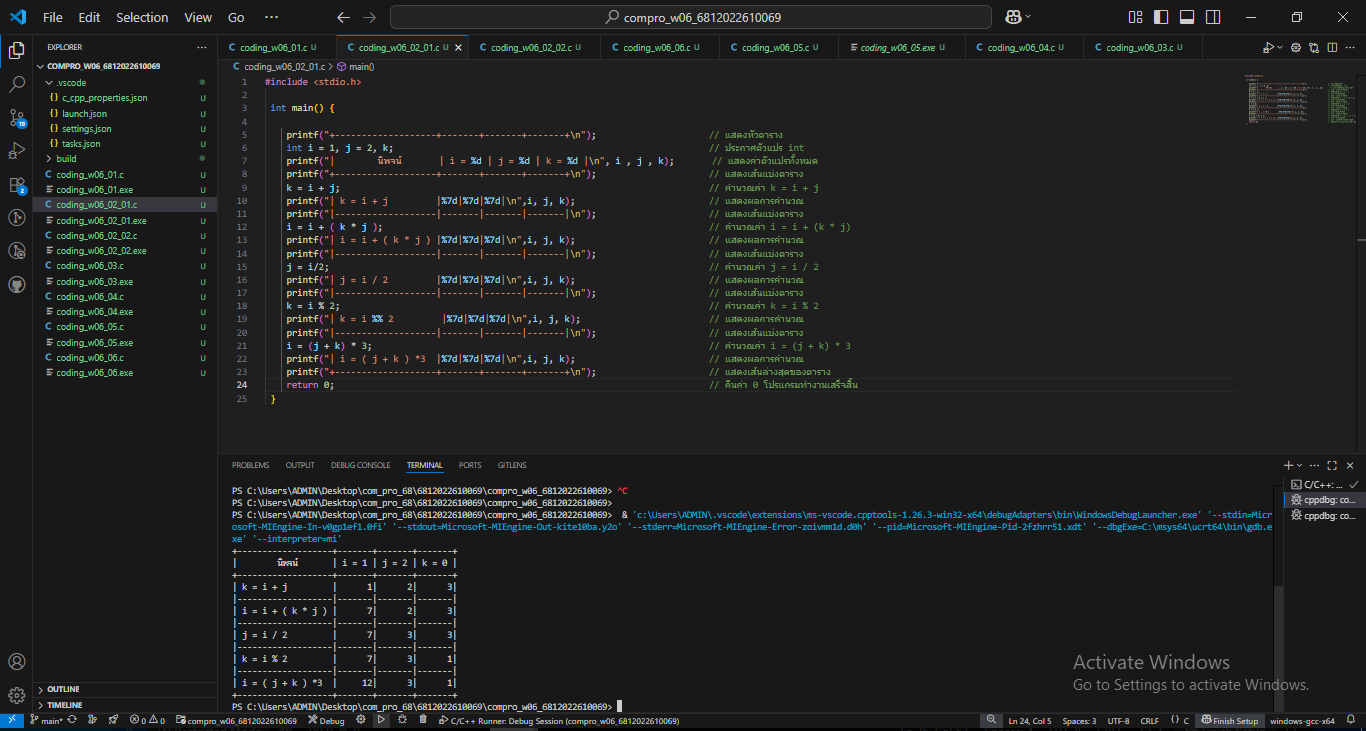 File Edit Selection View Go ··· compro_w06_6812022610069
EXPLORER ···
coding_w06_01.c U coding_w06_02_01.c U coding_w06_02_02.c U coding_w06_06.c U coding_w06_05.c U coding_w06_05.exe U coding_w06_04.c U coding_w06_03.c U
COMPRO_W06_6812022610069
.vscode
c_cpp_properties.json U
launch.json U
settings.json U
tasks.json U
build
coding_w06_01.c U
coding_w06_01.exe U
coding_w06_02_01.c U
coding_w06_02_01.exe U
coding_w06_02_02.c U
coding_w06_02_02.exe U
coding_w06_03.c U
coding_w06_03.exe U
coding_w06_04.c U
coding_w06_04.exe U
coding_w06_05.c U
coding_w06_05.exe U
coding_w06_06.c U
coding_w06_06.exe U
OUTLINE
TIMELINE
coding_w06_02_01.c > main()
1 #include <stdio.h>
2
3 int main() {
4
5 printf("+-------------------+-------+-------+-------+\n"); // แสดงหัวตาราง
6 int i = 1, j = 2, k; // ประกาศตัวแปร int
7 printf("| นิพจน์ | i = %d | j = %d | k = %d |\n", i , j , k); // แสดงค่าตัวแปรทั้งหมด
8 printf("+-------------------+-------+-------+-------+\n"); // แสดงเส้นแบ่งตาราง
9 k = i + j; // คำนวณค่า k = i + j
10 printf("| k = i + j |%7d|%7d|%7d|\n",i, j, k); // แสดงผลการคำนวณ
11 printf("|-------------------|-------|-------|-------|\n"); // แสดงเส้นแบ่งตาราง
12 i = i + ( k * j ); // คำนวณค่า i = i + (k * j)
13 printf("| i = i + ( k * j ) |%7d|%7d|%7d|\n",i, j, k); // แสดงผลการคำนวณ
14 printf("|-------------------|-------|-------|-------|\n"); // แสดงเส้นแบ่งตาราง
15 j = i/2; // คำนวณค่า j = i / 2
16 printf("| j = i / 2 |%7d|%7d|%7d|\n",i, j, k); // แสดงผลการคำนวณ
17 printf("|-------------------|-------|-------|-------|\n"); // แสดงเส้นแบ่งตาราง
18 k = i % 2; // คำนวณค่า k = i % 2
19 printf("| k = i %% 2 |%7d|%7d|%7d|\n",i, j, k); // แสดงผลการคำนวณ
20 printf("|-------------------|-------|-------|-------|\n"); // แสดงเส้นแบ่งตาราง
21 i = (j + k) * 3; // คำนวณค่า i = (j + k) * 3
22 printf("| i = ( j + k ) *3 |%7d|%7d|%7d|\n",i, j, k); // แสดงผลการคำนวณ
23 printf("+-------------------+-------+-------+-------+\n"); // แสดงเส้นล่างสุดของตาราง
24 return 0; // คืนค่า 0 โปรแกรมทำงานเสร็จสิ้น
25 }
PROBLEMS OUTPUT DEBUG CONSOLE TERMINAL PORTS GITLENS
PS C:\Users\ADMIN\Desktop\com_pro_68\6812022610069\compro_w06_6812022610069> ^C
PS C:\Users\ADMIN\Desktop\com_pro_68\6812022610069\compro_w06_6812022610069>
PS C:\Users\ADMIN\Desktop\com_pro_68\6812022610069\compro_w06_6812022610069> & 'c:\Users\ADMIN\.vscode\extensions\ms-vscode.cpptools-1.26.3-win32-x64\debugAdapters\bin\WindowsDebugLauncher.exe' '--stdin=Micr
osoft-MIEngine-In-v0gp1ef1.0fi' '--stdout=Microsoft-MIEngine-Out-kite10ba.y2o' '--stderr=Microsoft-MIEngine-Error-zoivmm1d.d0h' '--pid=Microsoft-MIEngine-Pid-2fzhrr51.xdt' '--dbgExe=C:\msys64\ucrt64\bin\gdb.e
xe' '--interpreter=mi'
+-------------------+-------+-------+-------+
| นิพจน์ | i = 1 | j = 2 | k = 0 |
+-------------------+-------+-------+-------+
| k = i + j | 1| 2| 3|
|-------------------|-------|-------|-------|
| i = i + ( k * j ) | 7| 2| 3|
|-------------------|-------|-------|-------|
| j = i / 2 | 7| 3| 3|
|-------------------|-------|-------|-------|
| k = i % 2 | 7| 3| 1|
|-------------------|-------|-------|-------|
| i = ( j + k ) *3 | 12| 3| 1|
+-------------------+-------+-------+-------+
PS C:\Users\ADMIN\Desktop\com_pro_68\6812022610069\compro_w06_6812022610069>
C/C++: ...
cppdbg: co...
cppdbg: co...
19
2
Activate Windows
Go to Settings to activate Windows.
main* 0 0 compro_w06_6812022610069 Debug C/C++ Runner: Debug Session (compro_w06_6812022610069) Ln 24, Col 5 Spaces: 3 UTF-8 CRLF {} C Finish Setup windows-gcc-x64